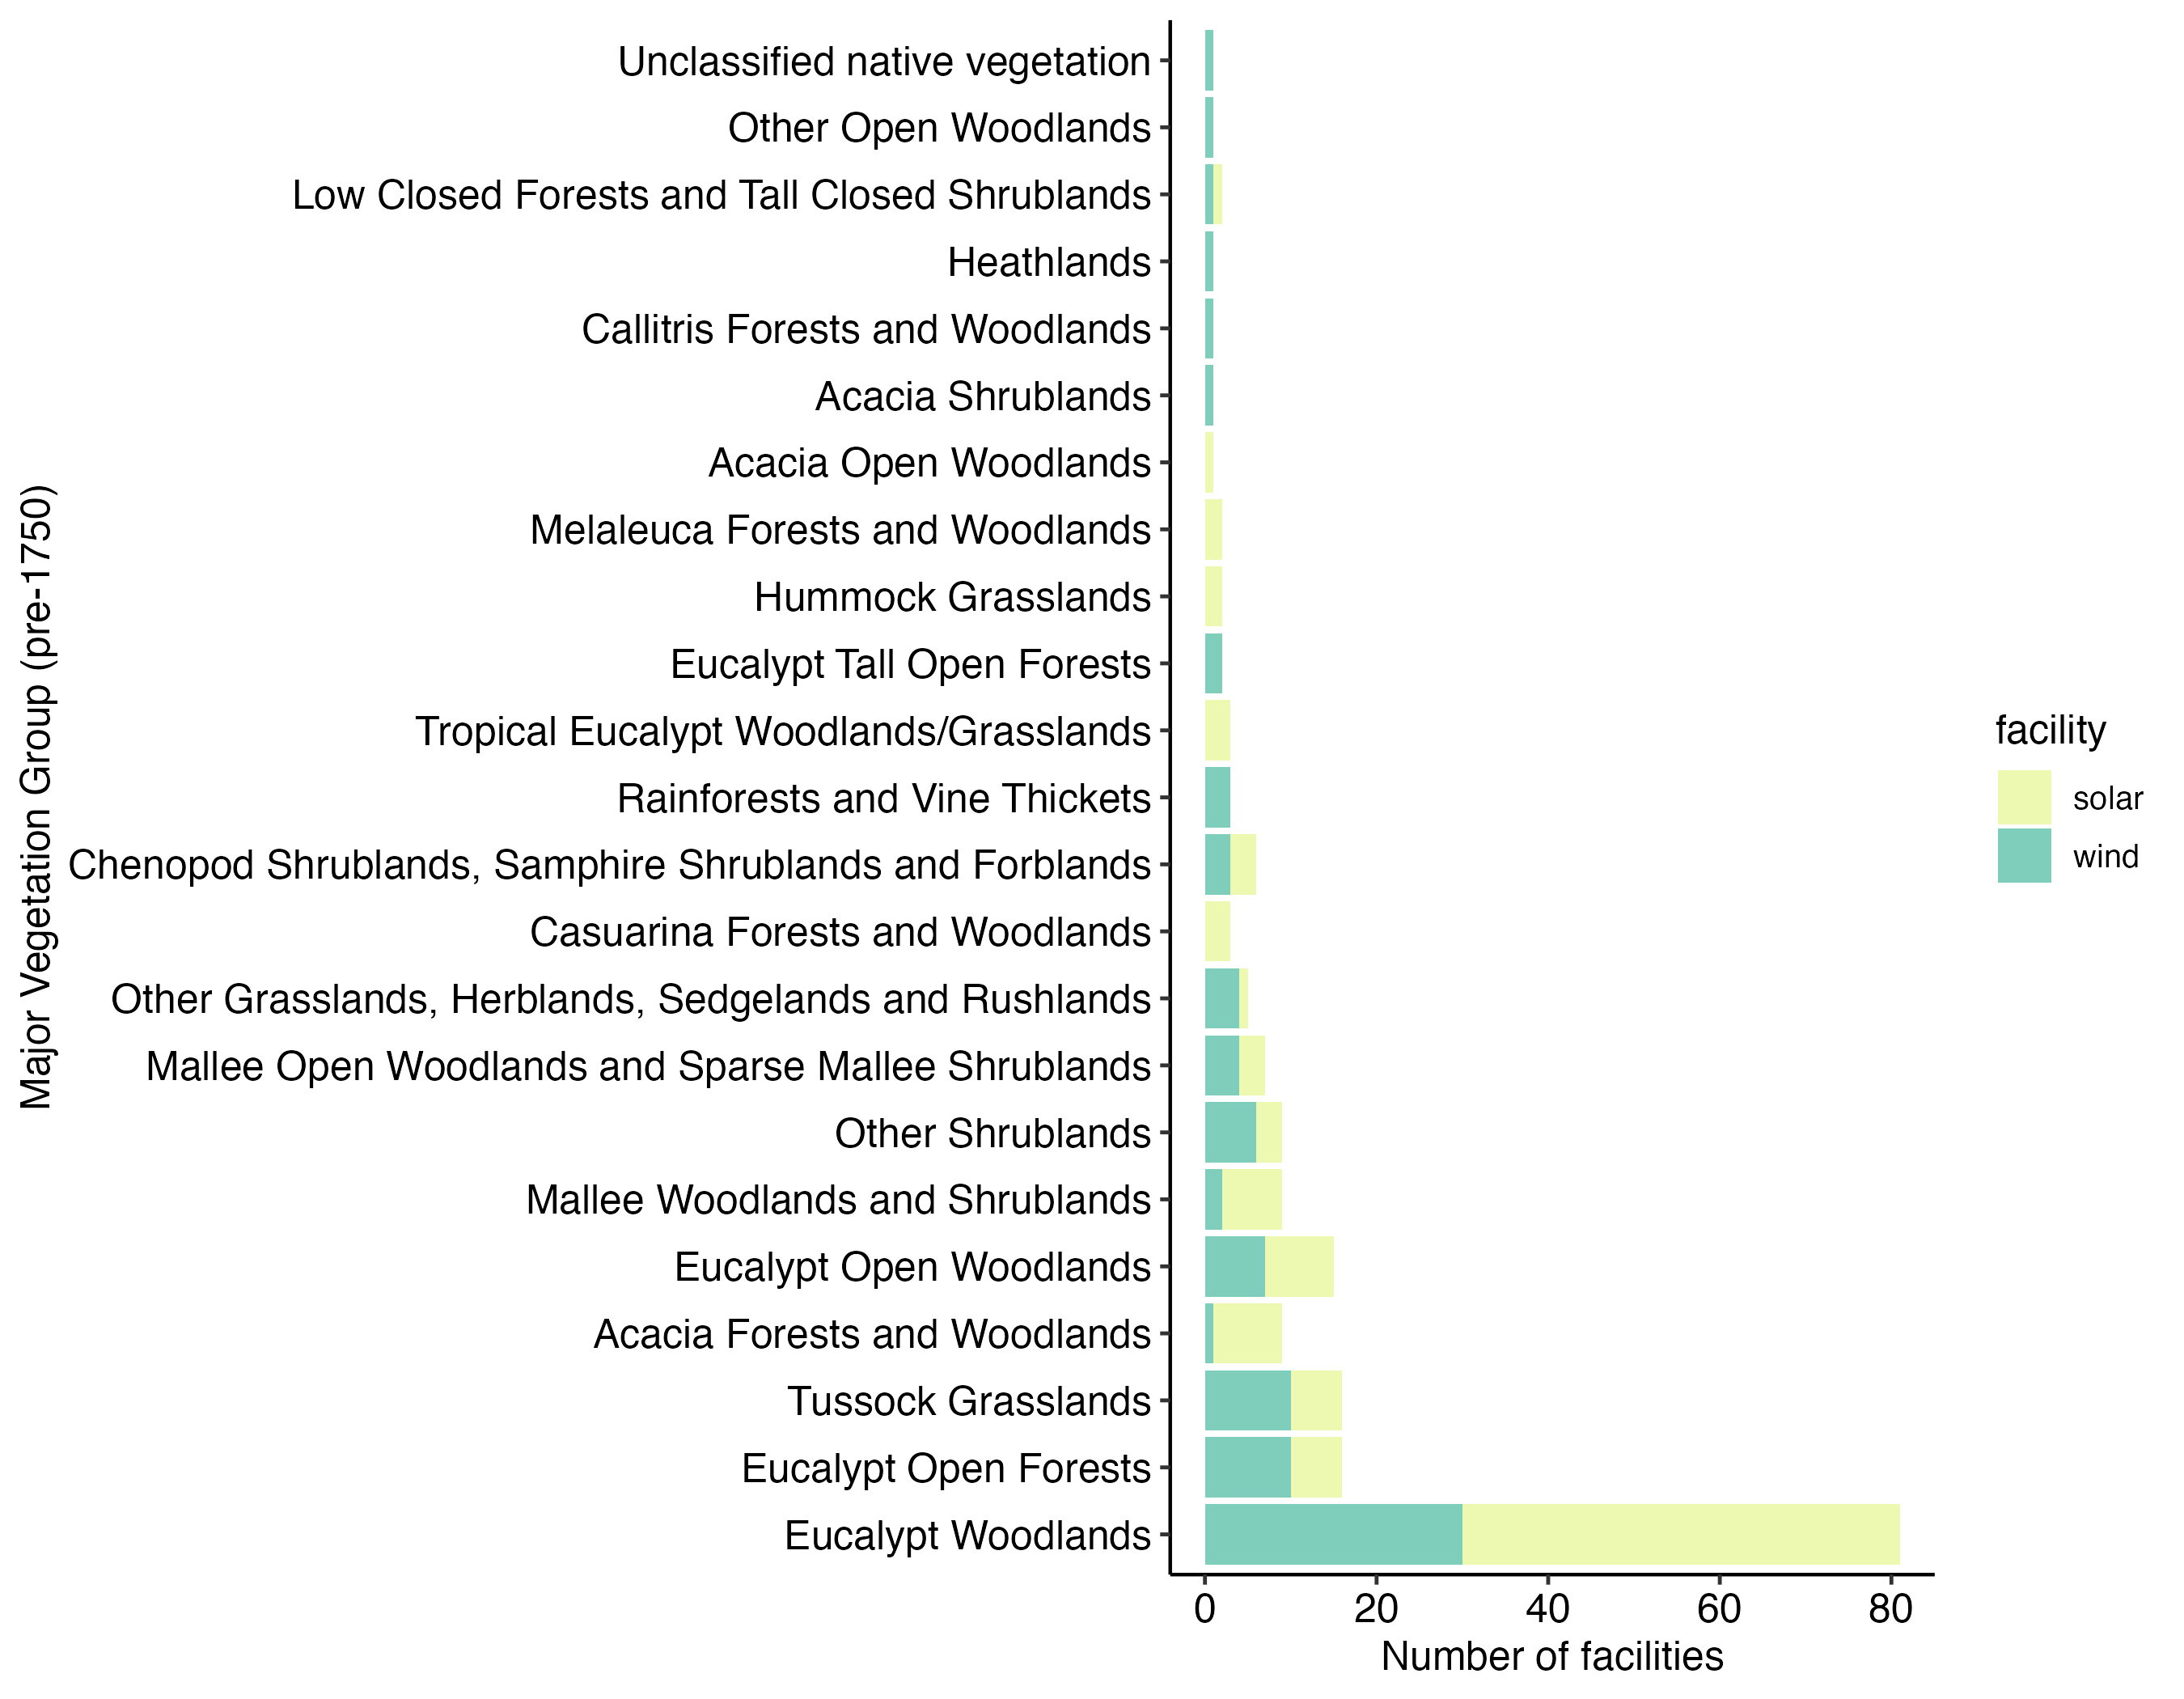 Major Vegetation Group (pre-1750)
Unclassified native vegetation
Other Open Woodlands
Low Closed Forests and Tall Closed Shrublands
Heathlands
Callitris Forests and Woodlands
Acacia Shrublands
Acacia Open Woodlands
Melaleuca Forests and Woodlands
Hummock Grasslands
Eucalypt Tall Open Forests
Tropical Eucalypt Woodlands/Grasslands
Rainforests and Vine Thickets
Chenopod Shrublands, Samphire Shrublands and Forblands
Casuarina Forests and Woodlands
Other Grasslands, Herblands, Sedgelands and Rushlands
Mallee Open Woodlands and Sparse Mallee Shrublands
Other Shrublands
Mallee Woodlands and Shrublands
Eucalypt Open Woodlands
Acacia Forests and Woodlands
Tussock Grasslands
Eucalypt Open Forests
Eucalypt Woodlands
0 20 40 60 80
Number of facilities
facility
solar
wind